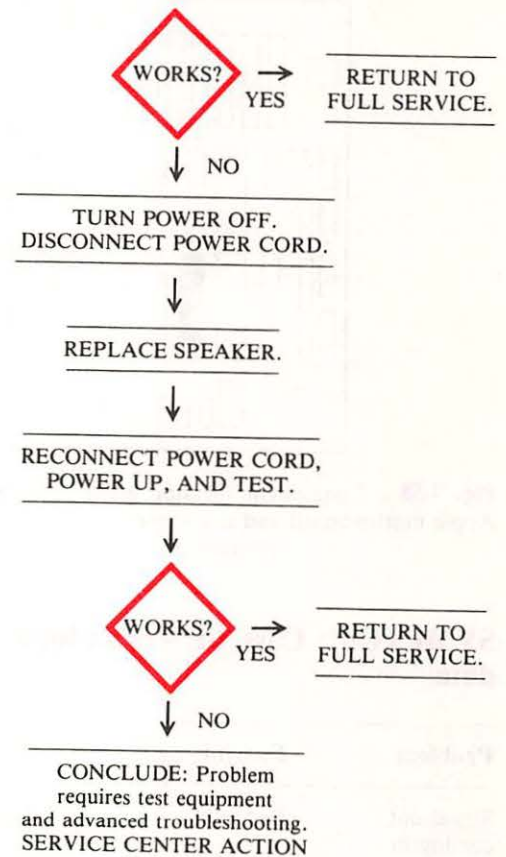 WORKS?
YES
RETURN TO
FULL SERVICE.
NO
TURN POWER OFF.
DISCONNECT POWER CORD.
REPLACE SPEAKER.
RECONNECT POWER CORD,
POWER UP, AND TEST.
WORKS?
YES
RETURN TO
FULL SERVICE.
NO
CONCLUDE: Problem
requires test equipment
and advanced troubleshooting.
SERVICE CENTER ACTION